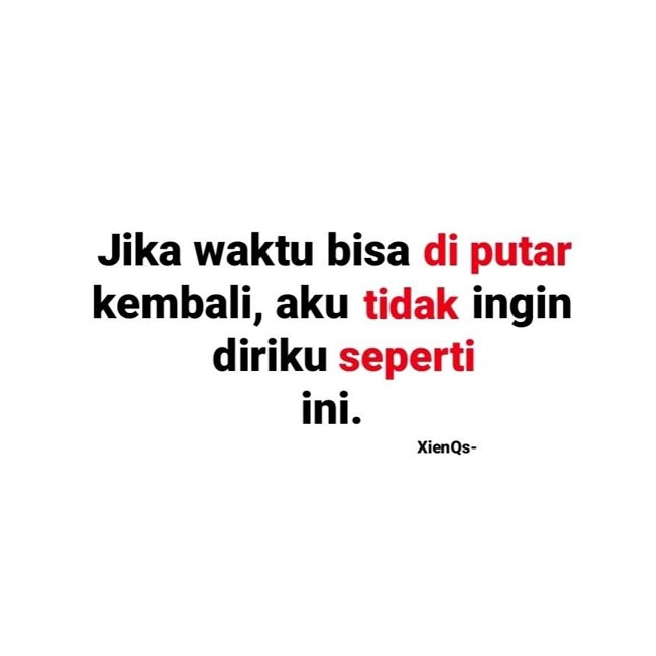 Jika waktu bisa di putar
kembali, aku tidak ingin
diriku seperti
ini.
XienQs-